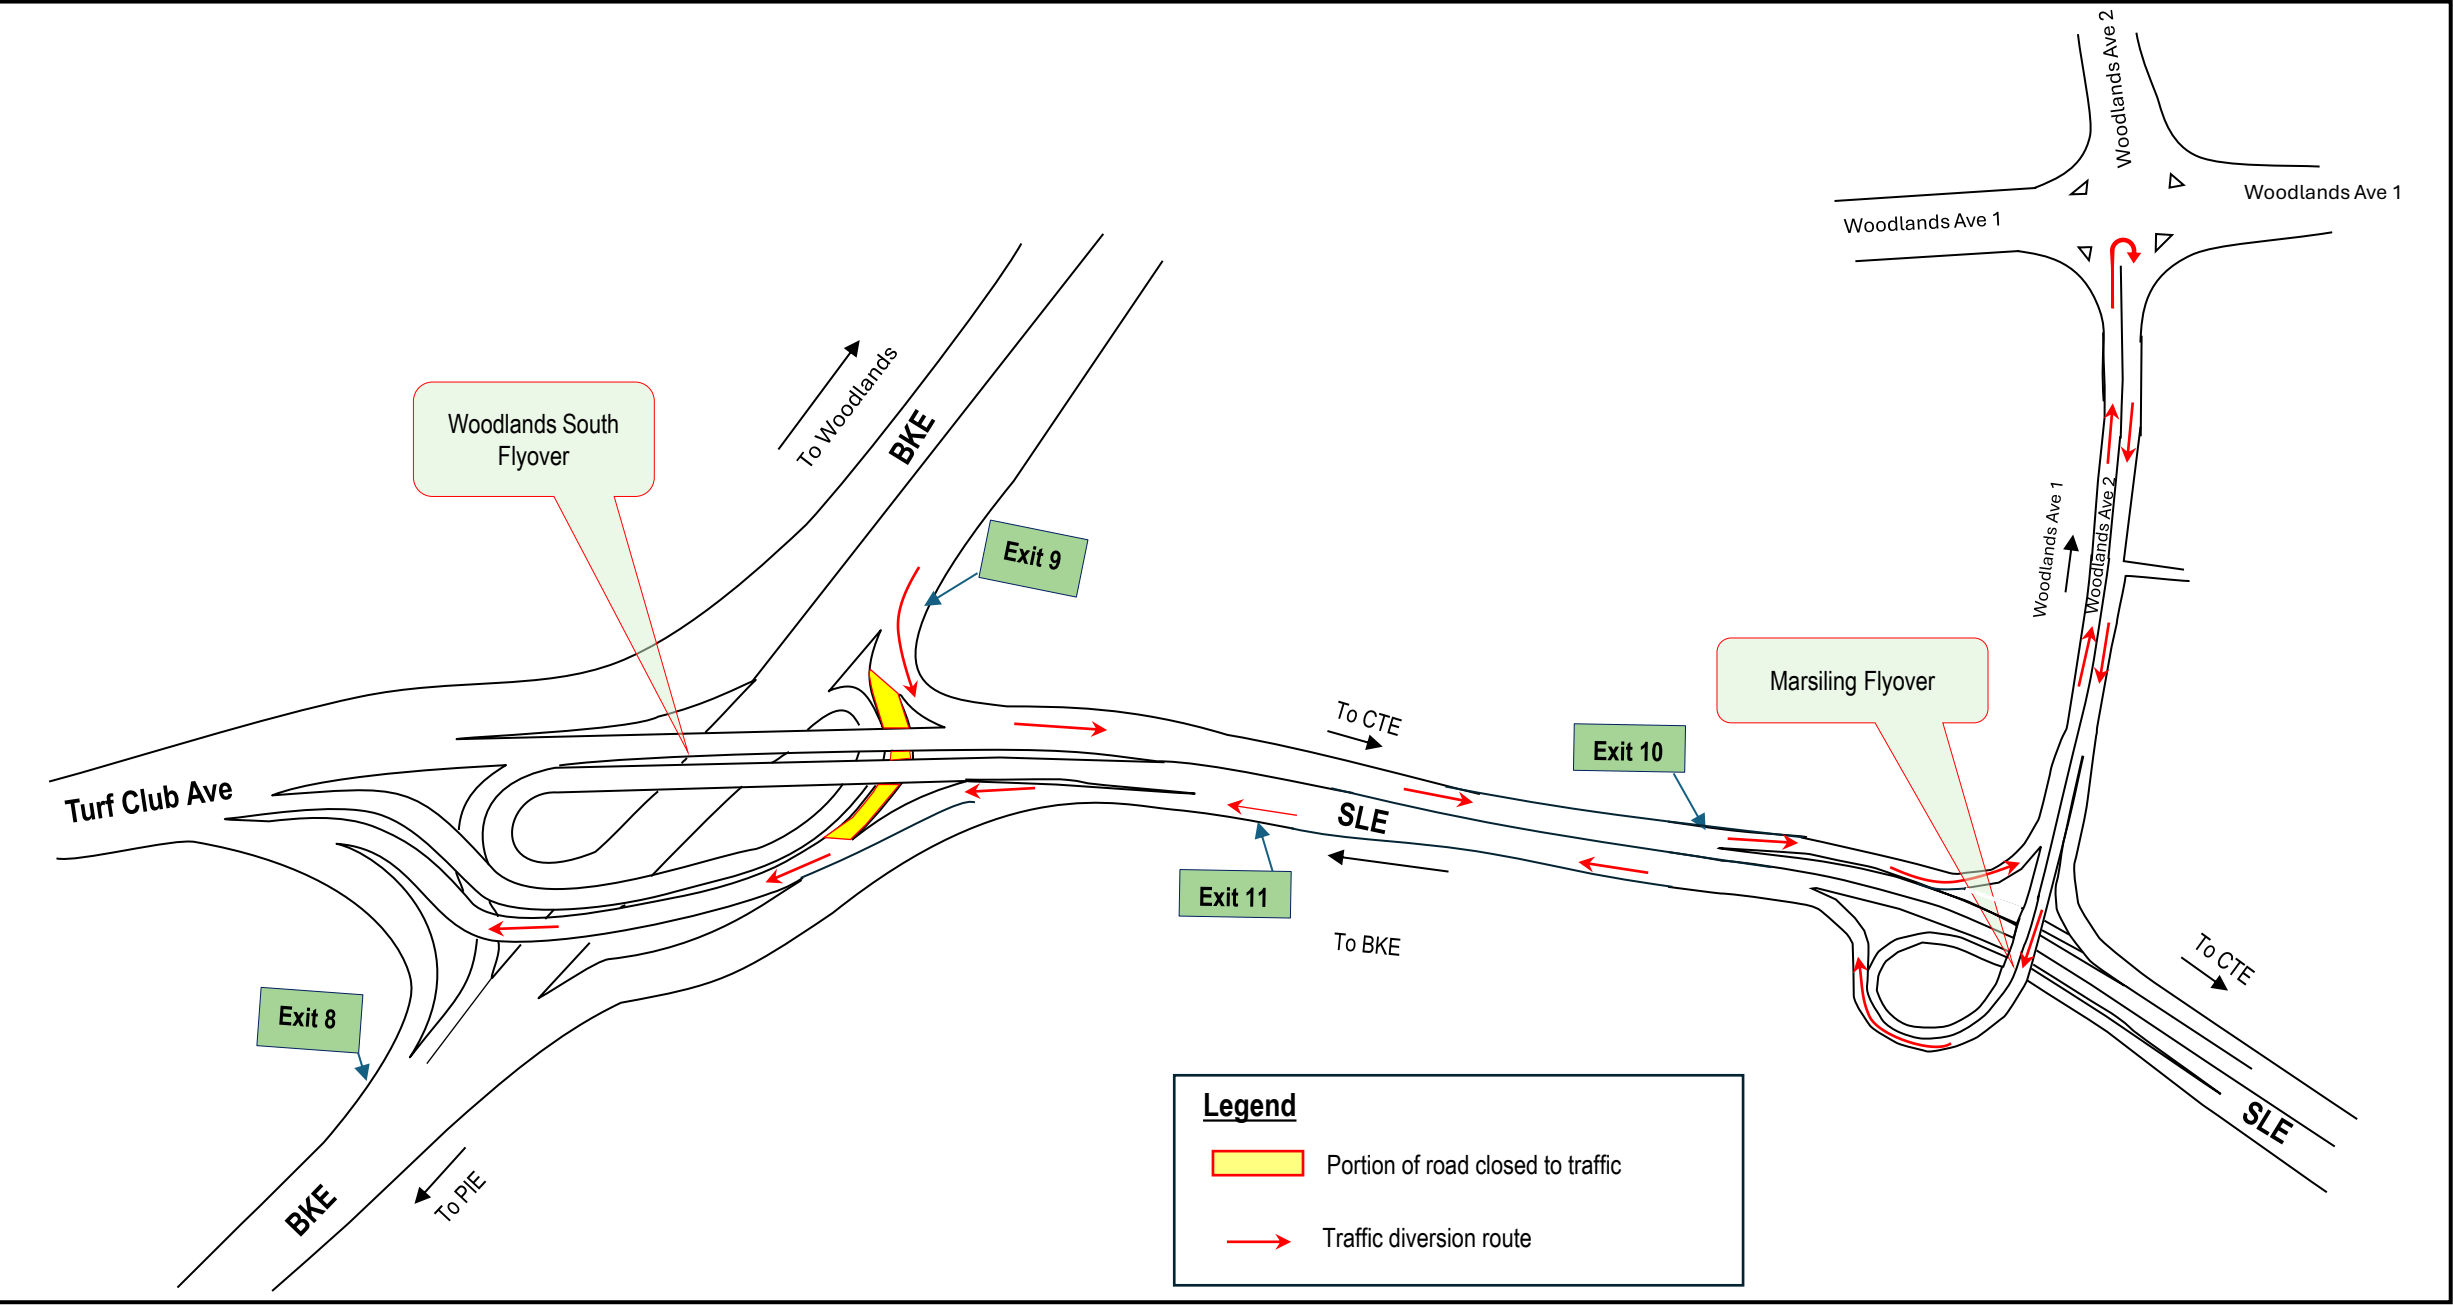 Woodlands Ave 2
Woodlands Ave 1
Woodlands Ave 1
To Woodlands
BKE
Woodlands South
Flyover
Exit 9
Woodlands Ave 1
Woodlands Ave 2
Marsiling Flyover
To CTE
Exit 10
Turf Club Ave
SLE
Exit 11
To BKE
To CTE
Exit 8
SLE
BKE
To PIE
Legend
Portion of road closed to traffic
Traffic diversion route